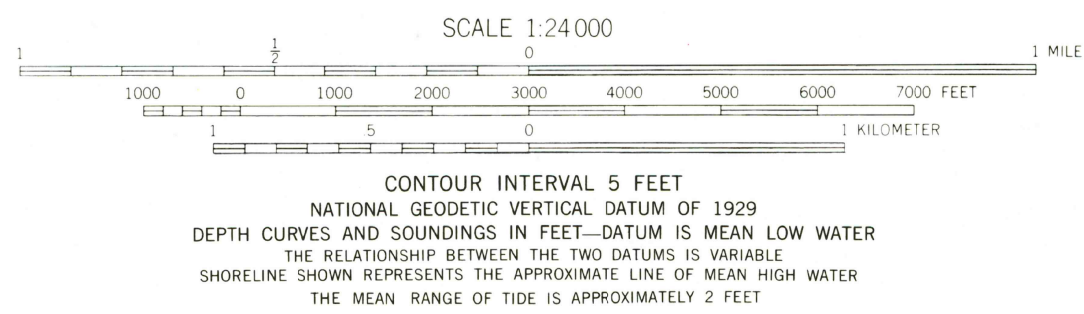 SCALE 1:24 000
1 1/2 0 1 MILE
1000 0 1000 2000 3000 4000 5000 6000 7000 FEET
1 .5 0 1 KILOMETER
CONTOUR INTERVAL 5 FEET
NATIONAL GEODETIC VERTICAL DATUM OF 1929
DEPTH CURVES AND SOUNDINGS IN FEET—DATUM IS MEAN LOW WATER
THE RELATIONSHIP BETWEEN THE TWO DATUMS IS VARIABLE
SHORELINE SHOWN REPRESENTS THE APPROXIMATE LINE OF MEAN HIGH WATER
THE MEAN RANGE OF TIDE IS APPROXIMATELY 2 FEET